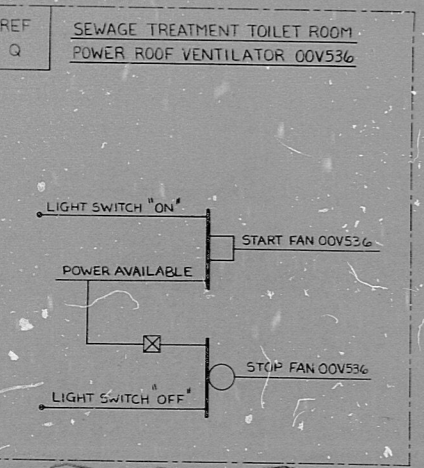 REF
Q
SEWAGE TREATMENT TOILET ROOM
POWER ROOF VENTILATOR 00V536
LIGHT SWITCH "ON"
START FAN 00V536
POWER AVAILABLE
STOP FAN 00V536
LIGHT SWITCH "OFF"